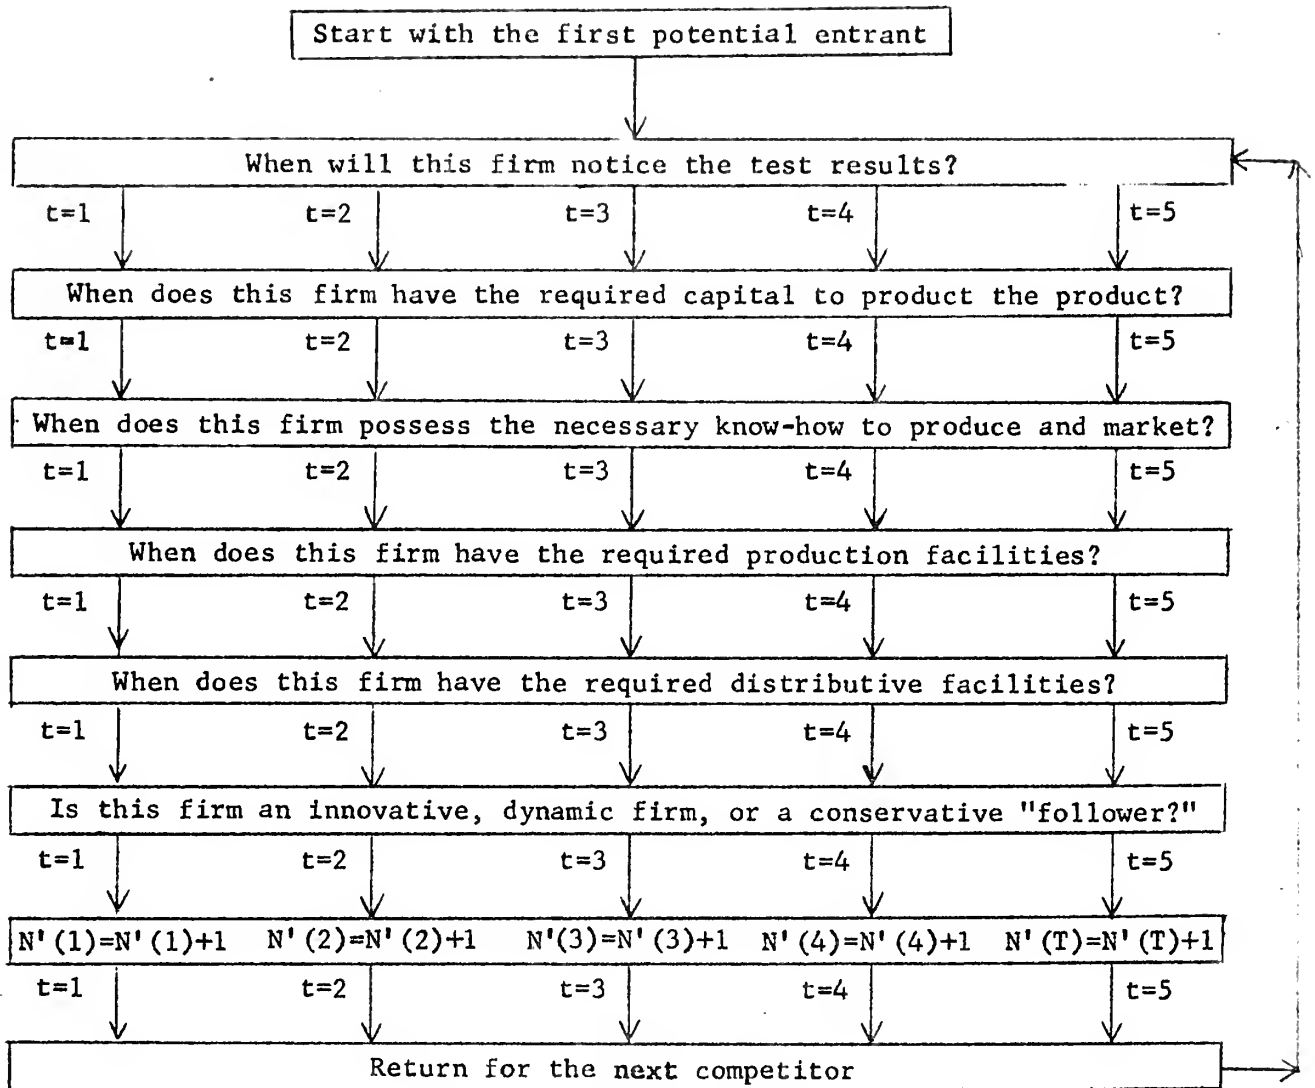 Start with the first potential entrant
When will this firm notice the test results?
t=1 t=2 t=3 t=4 t=5
When does this firm have the required capital to product the product?
t=1 t=2 t=3 t=4 t=5
When does this firm possess the necessary know-how to produce and market?
t=1 t=2 t=3 t=4 t=5
When does this firm have the required production facilities?
t=1 t=2 t=3 t=4 t=5
When does this firm have the required distributive facilities?
t=1 t=2 t=3 t=4 t=5
Is this firm an innovative, dynamic firm, or a conservative "follower?"
t=1 t=2 t=3 t=4 t=5
N'(1)=N'(1)+1 N'(2)=N'(2)+1 N'(3)=N'(3)+1 N'(4)=N'(4)+1 N'(T)=N'(T)+1
t=1 t=2 t=3 t=4 t=5
Return for the next competitor